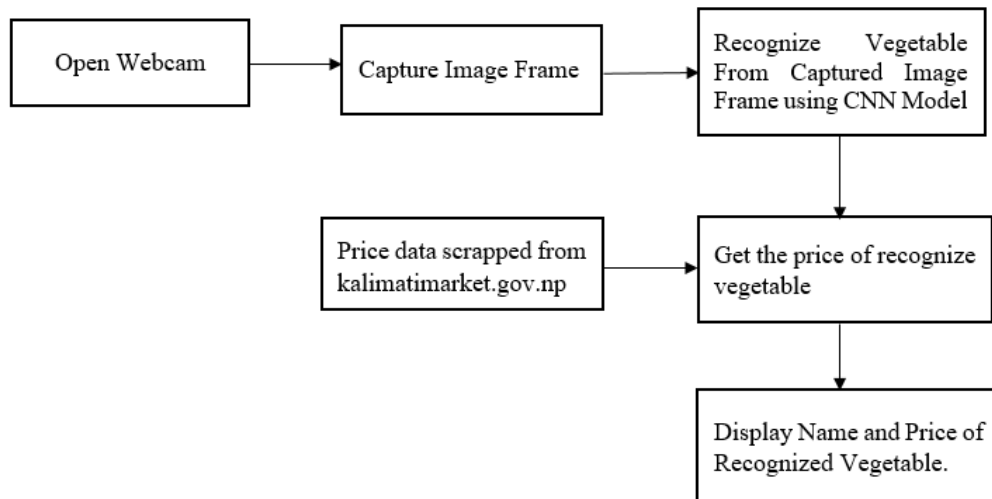 Open Webcam
Capture Image Frame
Recognize Vegetable
From Captured Image
Frame using CNN Model
Price data scrapped from
kalimatimarket.gov.np
Get the price of recognize
vegetable
Display Name and Price of
Recognized Vegetable.